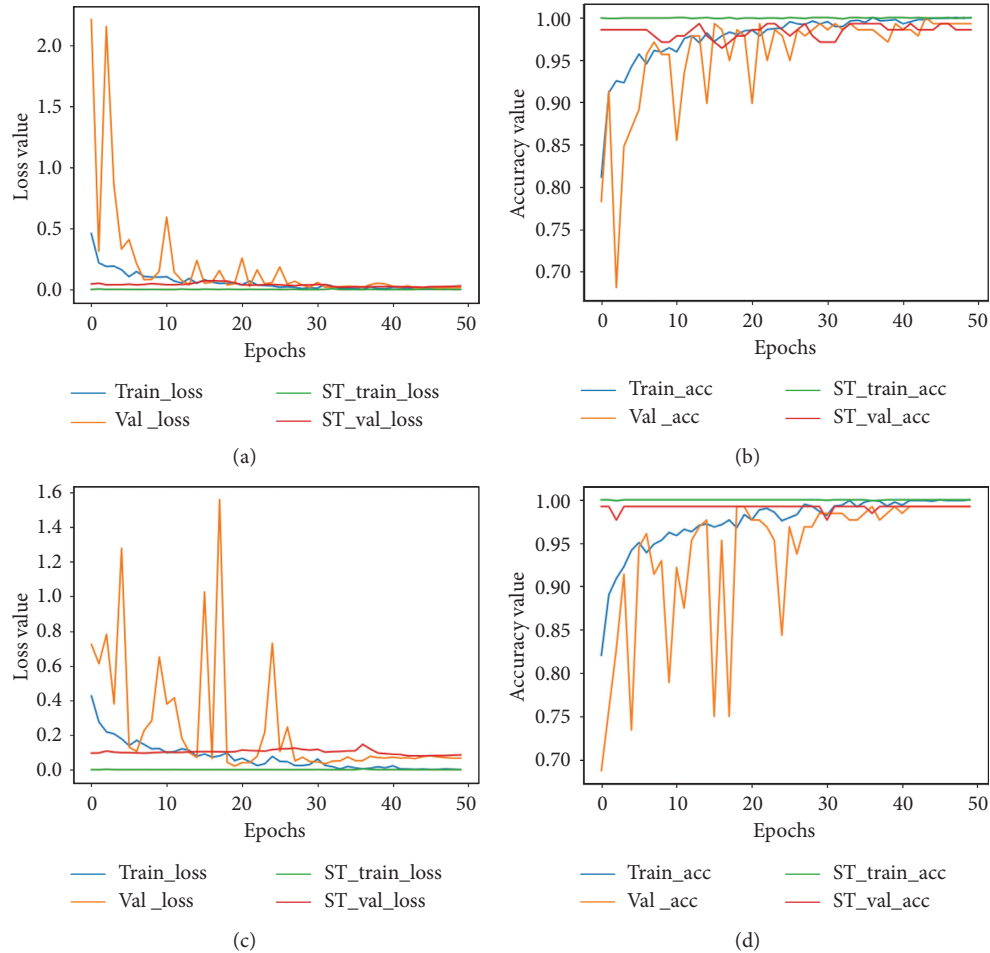 2.0
1.5
1.0
0.5
0.0
Loss value
0 10 20 30 40 50
Epochs
Train_loss ST_train_loss
Val _loss ST_val_loss
(a)
1.00
0.95
0.90
0.85
0.80
0.75
0.70
Accuracy value
0 10 20 30 40 50
Epochs
Train_acc ST_train_acc
Val _acc ST_val_acc
(b)
1.6
1.4
1.2
1.0
0.8
0.6
0.4
0.2
0.0
Loss value
0 10 20 30 40 50
Epochs
Train_loss ST_train_loss
Val _loss ST_val_loss
(c)
1.00
0.95
0.90
0.85
0.80
0.75
0.70
Accuracy value
0 10 20 30 40 50
Epochs
Train_acc ST_train_acc
Val _acc ST_val_acc
(d)